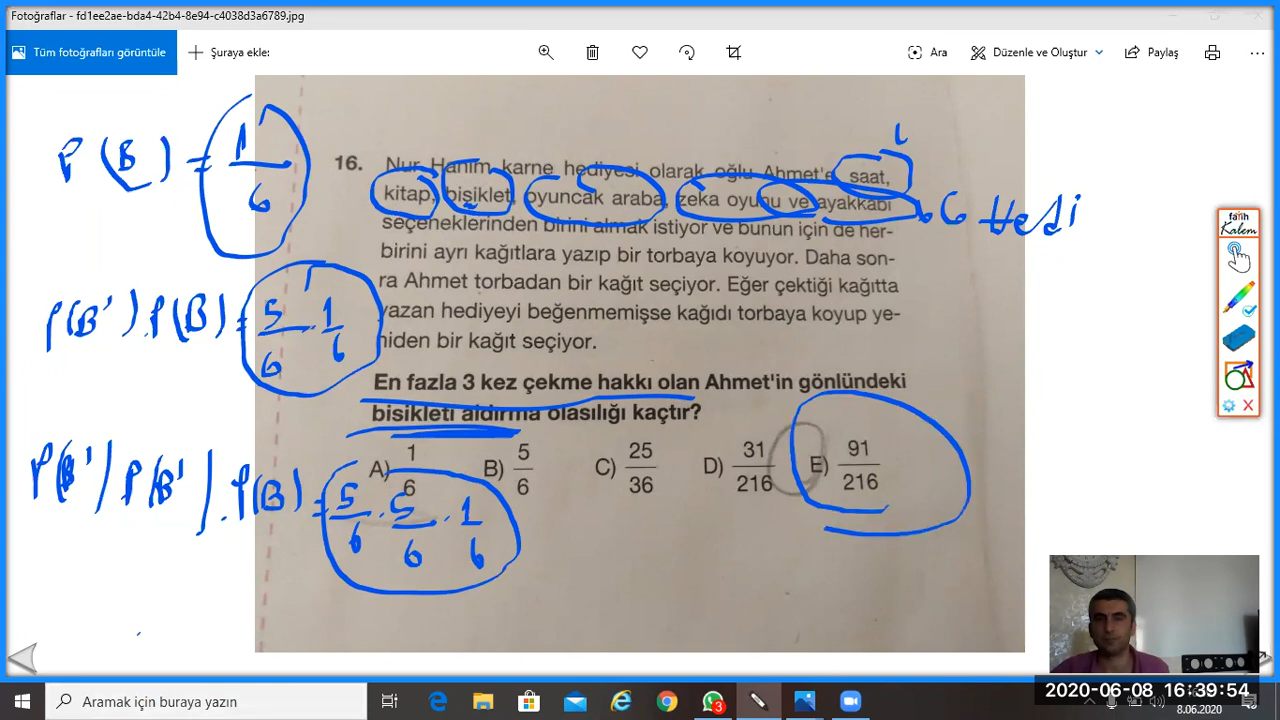 Fotoğraflar - fd1ee2ae-bda4-42b4-8e94-c4038d3a6789.jpg
Tüm fotoğrafları görüntüle
Şuraya ekle:
Ara
Düzenle ve Oluştur
Paylaş
P(B) = 1/6
P(B').P(B) = 5/6 . 1/6
P(B') P(B').P(B) = 5/6 . 5/6 . 1/6
6 Hedi
16. Nur Hanım karne hediyesi olarak oğlu Ahmet'e saat,
kitap, bisiklet, oyuncak araba, zeka oyunu ve ayakkabı
seçeneklerinden birini almak istiyor ve bunun için de her-
birini ayrı kağıtlara yazıp bir torbaya koyuyor. Daha son-
ra Ahmet torbadan bir kağıt seçiyor. Eğer çektiği kağıtta
yazan hediyeyi beğenmemişse kağıdı torbaya koyup ye-
niden bir kağıt seçiyor.
En fazla 3 kez çekme hakkı olan Ahmet'in gönlündeki
bisikleti aldırma olasılığı kaçtır?
A) 1/6 B) 5/6 C) 25/36 D) 31/216 E) 91/216
fatih
Kalem
3
Aramak için buraya yazın
2020-06-08 16:39:54
8.06.2020